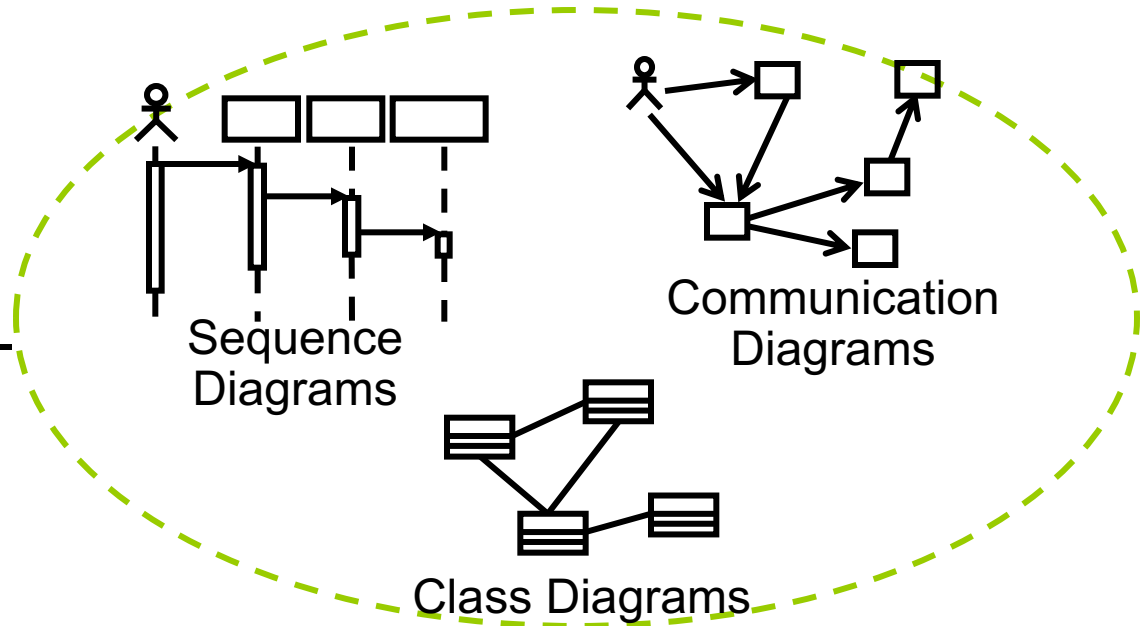 Sequence
Diagrams
Communication
Diagrams
Class Diagrams